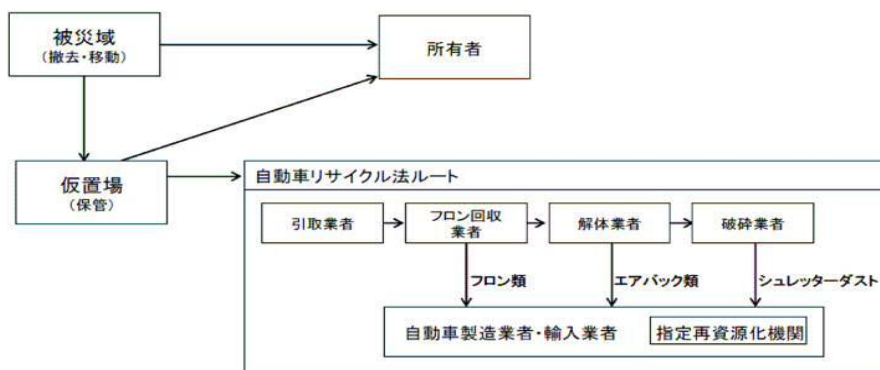 被災域
(撤去・移動)
所有者
仮置場
(保管)
自動車リサイクル法ルート
引取業者
フロン回収
業者
解体業者
破砕業者
フロン類
エアバック類
シュレッターダスト
自動車製造業者・輸入業者
指定再資源化機関